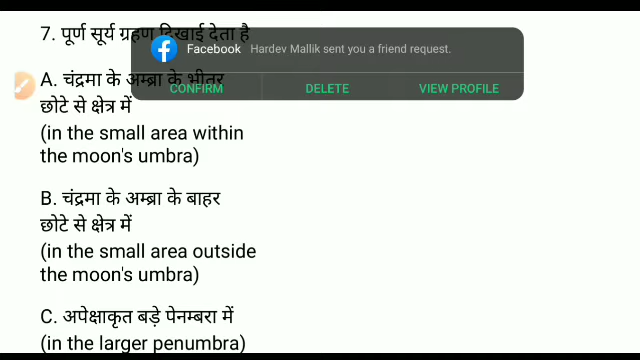 7. पूर्ण सूर्य ग्रहण दिखाई देता है
Facebook Hardev Mallik sent you a friend request.
CONFIRM DELETE VIEW PROFILE
A. चंद्रमा के अम्ब्रा के भीतर
छोटे से क्षेत्र में
(in the small area within
the moon's umbra)
B. चंद्रमा के अम्ब्रा के बाहर
छोटे से क्षेत्र में
(in the small area outside
the moon's umbra)
C. अपेक्षाकृत बड़े पेनम्बरा में
(in the larger penumbra)